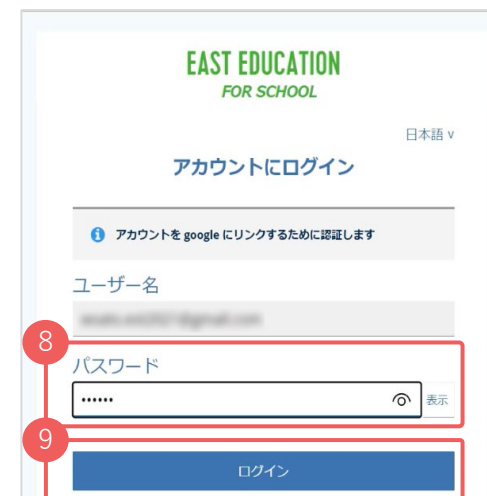 EAST EDUCATION
FOR SCHOOL
日本語 ∨
アカウントにログイン
アカウントを google にリンクするために認証します
ユーザー名
8
パスワード
••••••
表示
9
ログイン